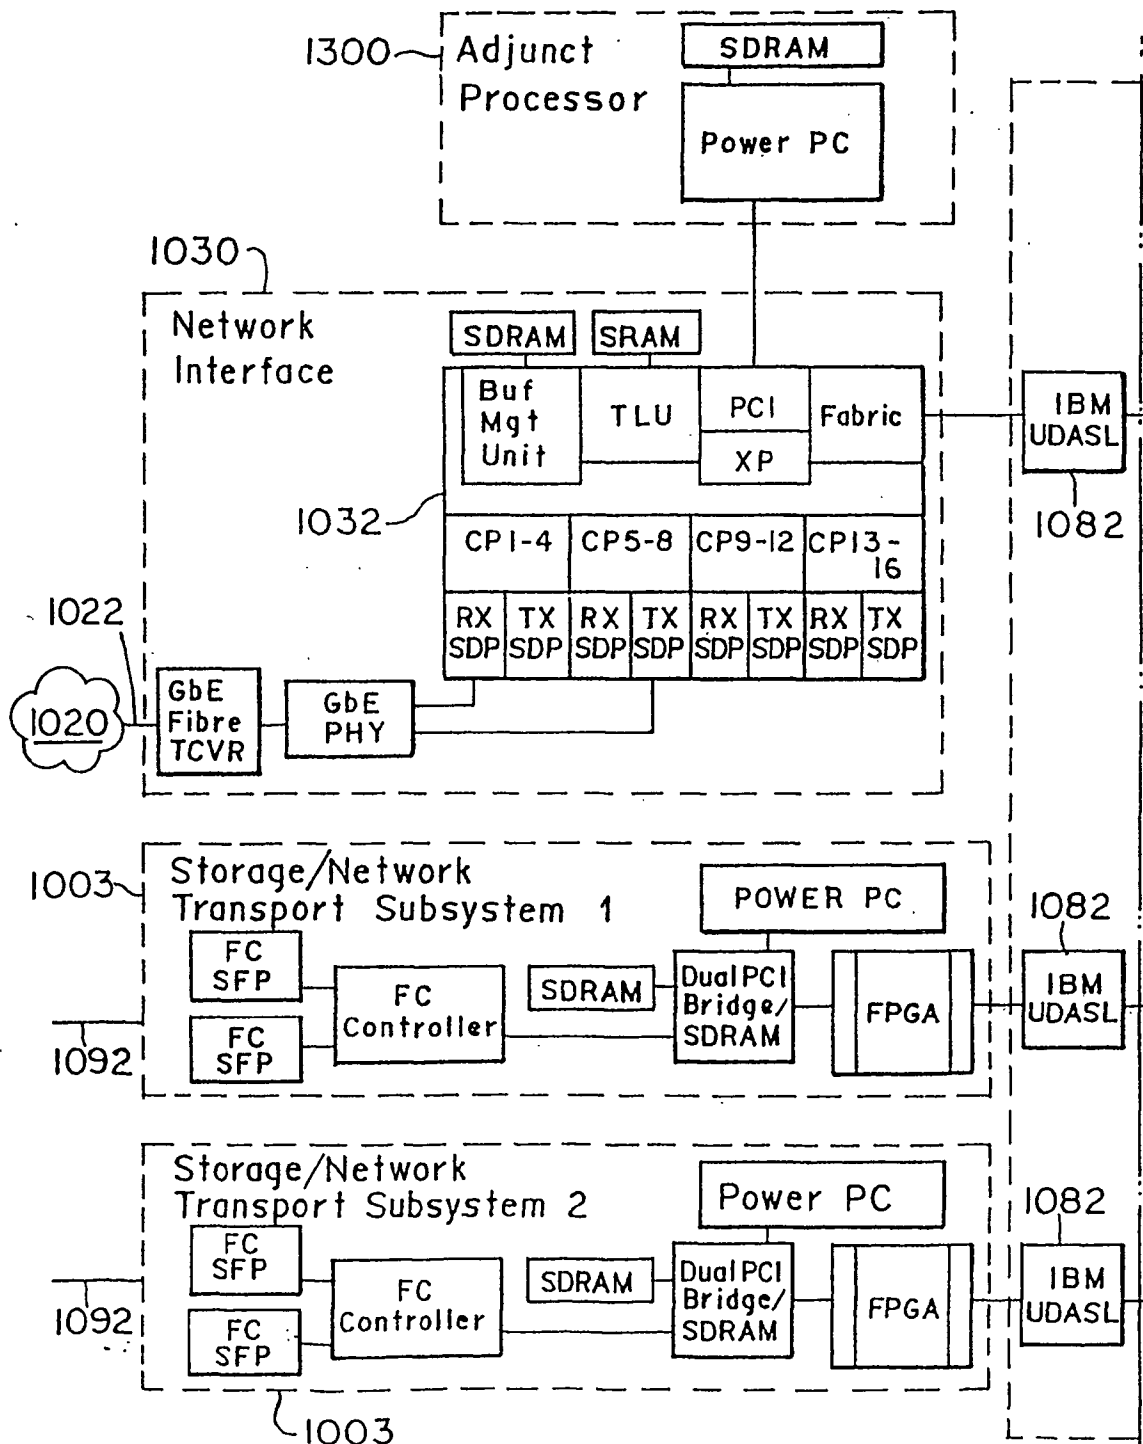 1300
Adjunct
Processor
SDRAM
Power PC
1030
Network
Interface
SDRAM
SRAM
Buf
Mgt
Unit
TLU
PCI
XP
Fabric
IBM
UDASL
1082
1032
CP1-4
CP5-8
CP9-12
CP13-
16
RX
SDP
TX
SDP
RX
SDP
TX
SDP
RX
SDP
TX
SDP
RX
SDP
TX
SDP
1022
1020
GbE
Fibre
TCVR
GbE
PHY
1003
Storage/Network
Transport Subsystem 1
POWER PC
FC
SFP
FC
SFP
FC
Controller
SDRAM
Dual PCI
Bridge/
SDRAM
FPGA
1082
IBM
UDASL
1092
Storage/Network
Transport Subsystem 2
Power PC
FC
SFP
FC
SFP
FC
Controller
SDRAM
Dual PCI
Bridge/
SDRAM
FPGA
1082
IBM
UDASL
1092
1003